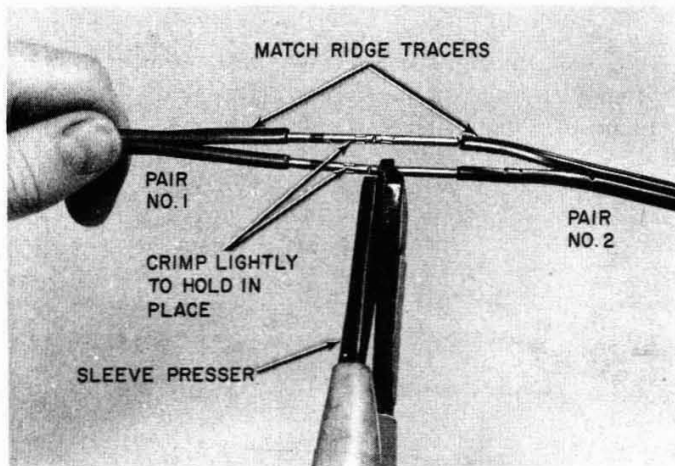 MATCH RIDGE TRACERS
PAIR
NO. 1
PAIR
NO. 2
CRIMP LIGHTLY
TO HOLD IN
PLACE
SLEEVE PRESSER